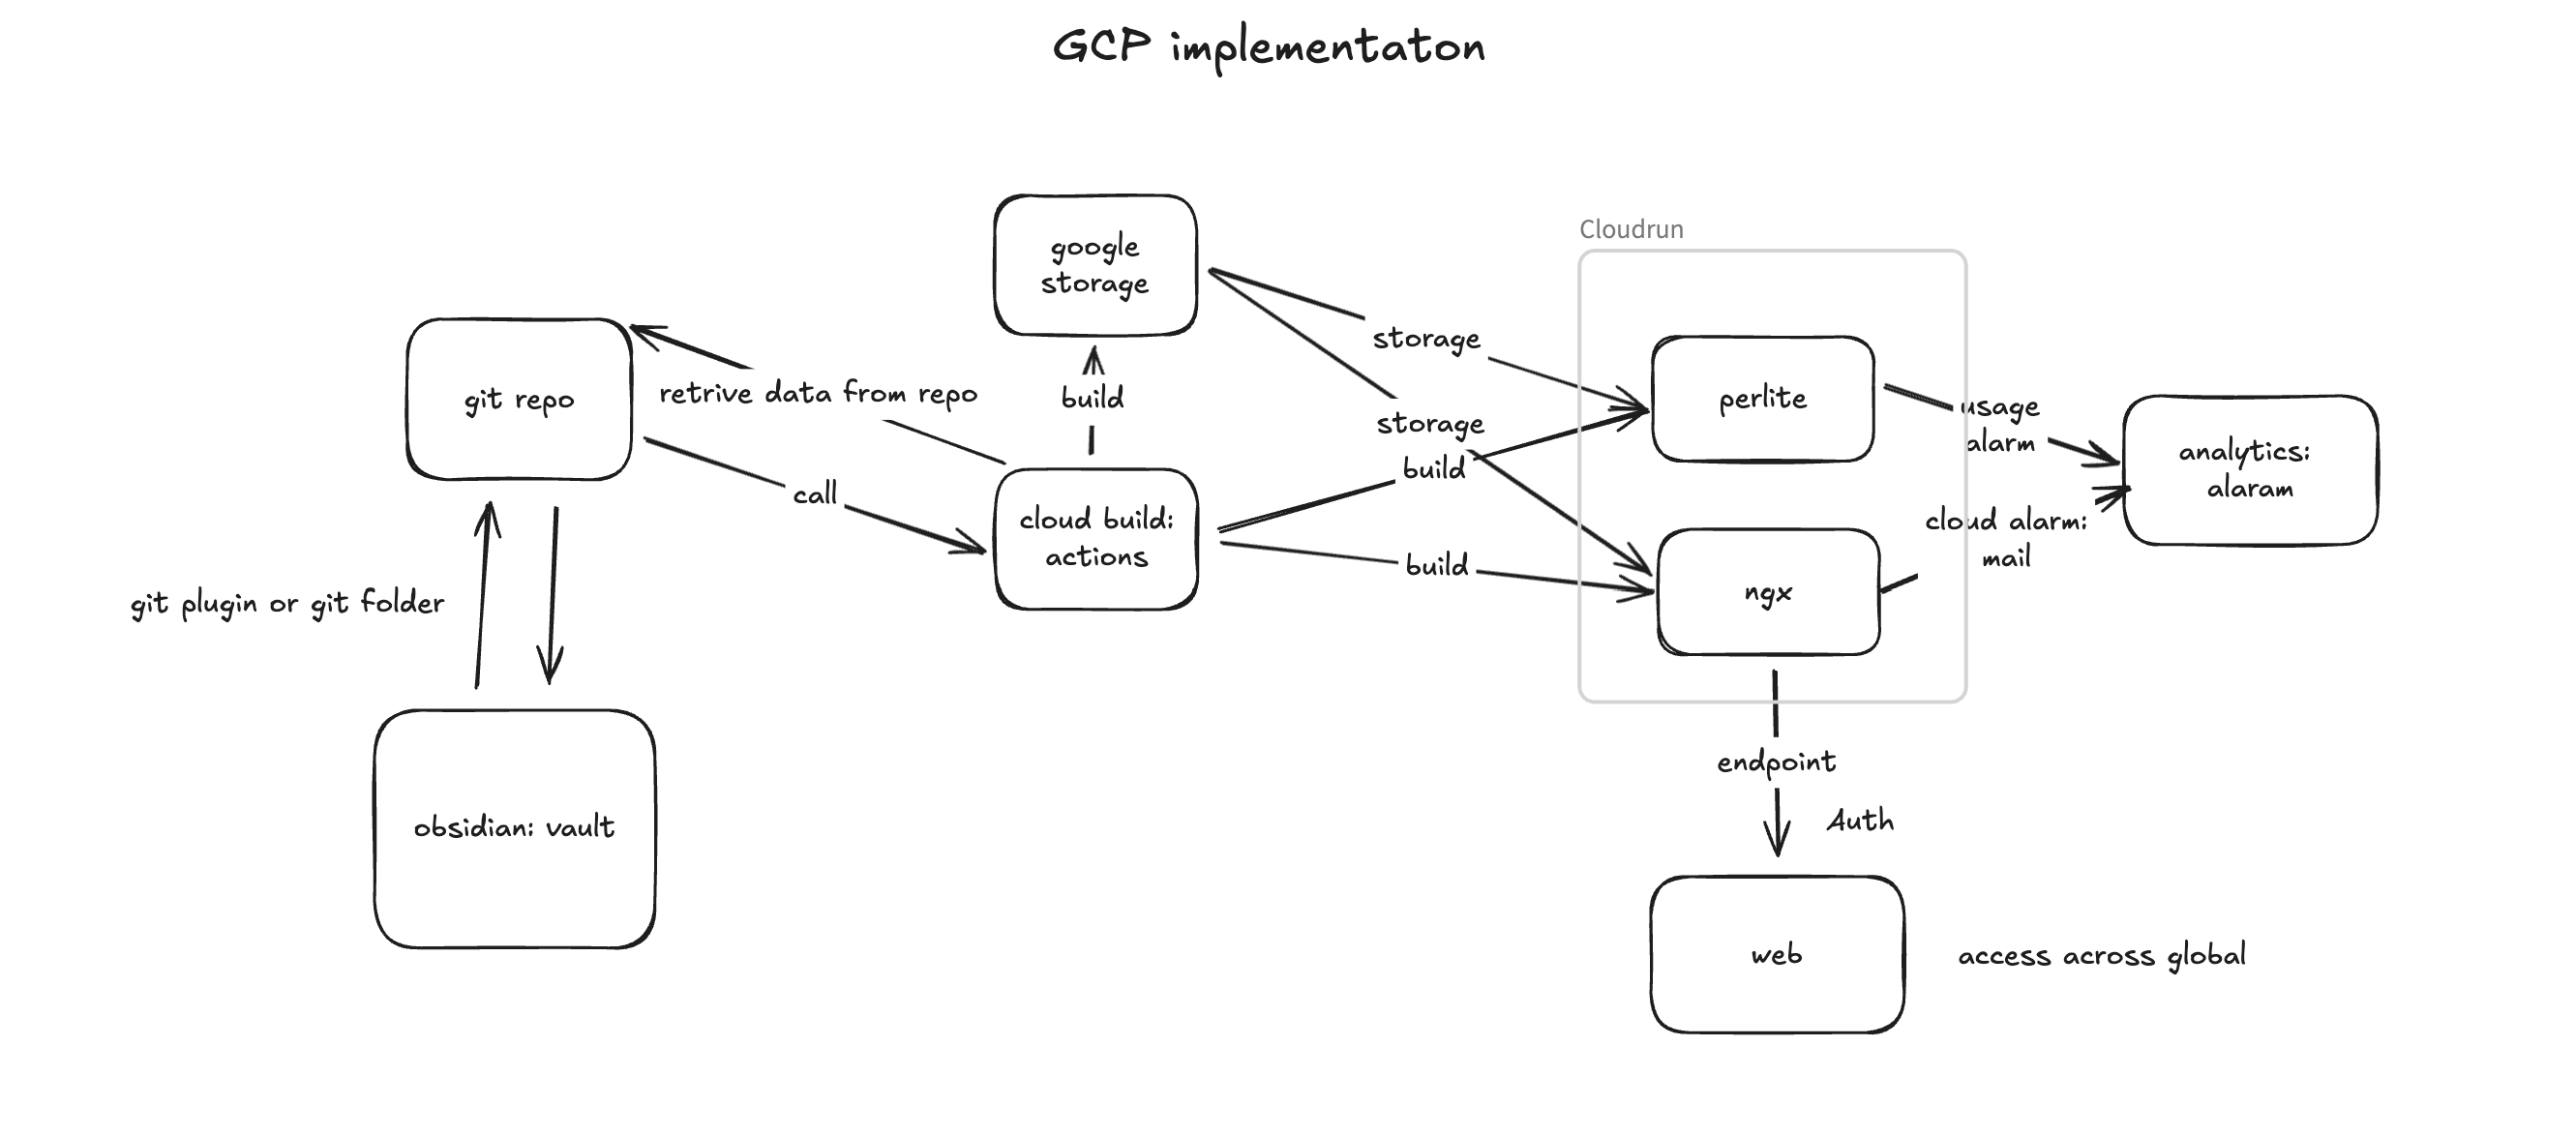 GCP implementaton
google
storage
Cloudrun
storage
perlite
git repo
retrive data from repo
build
usage
alarm
storage
build
analytics:
alaram
call
cloud build:
actions
cloud alarm:
mail
build
ngx
git plugin or git folder
endpoint
Auth
obsidian: vault
web
access across global